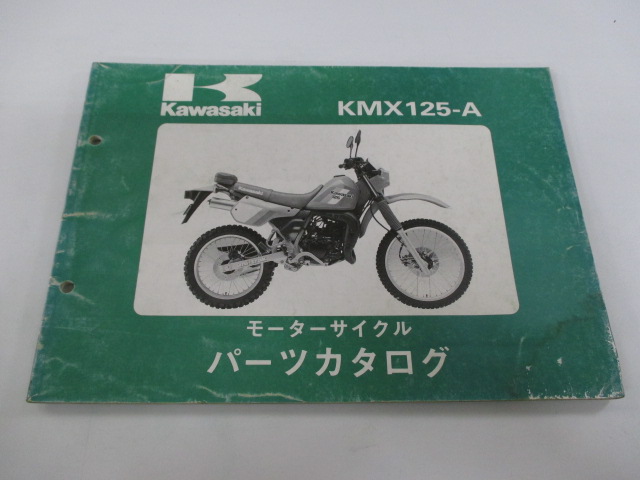 Kawasaki
KMX125-A
モーターサイクル
パーツカタログ